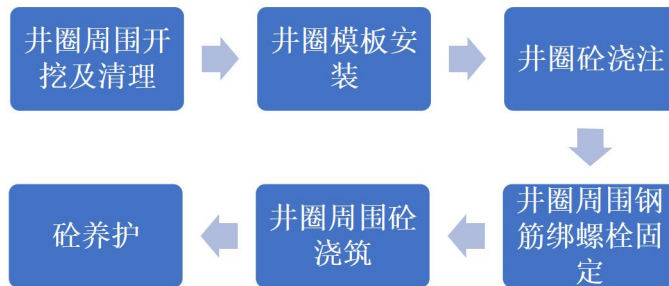 井圈周围开
挖及清理
井圈模板安
装
井圈砼浇注
井圈周围钢
筋绑螺栓固
定
井圈周围砼
浇筑
砼养护